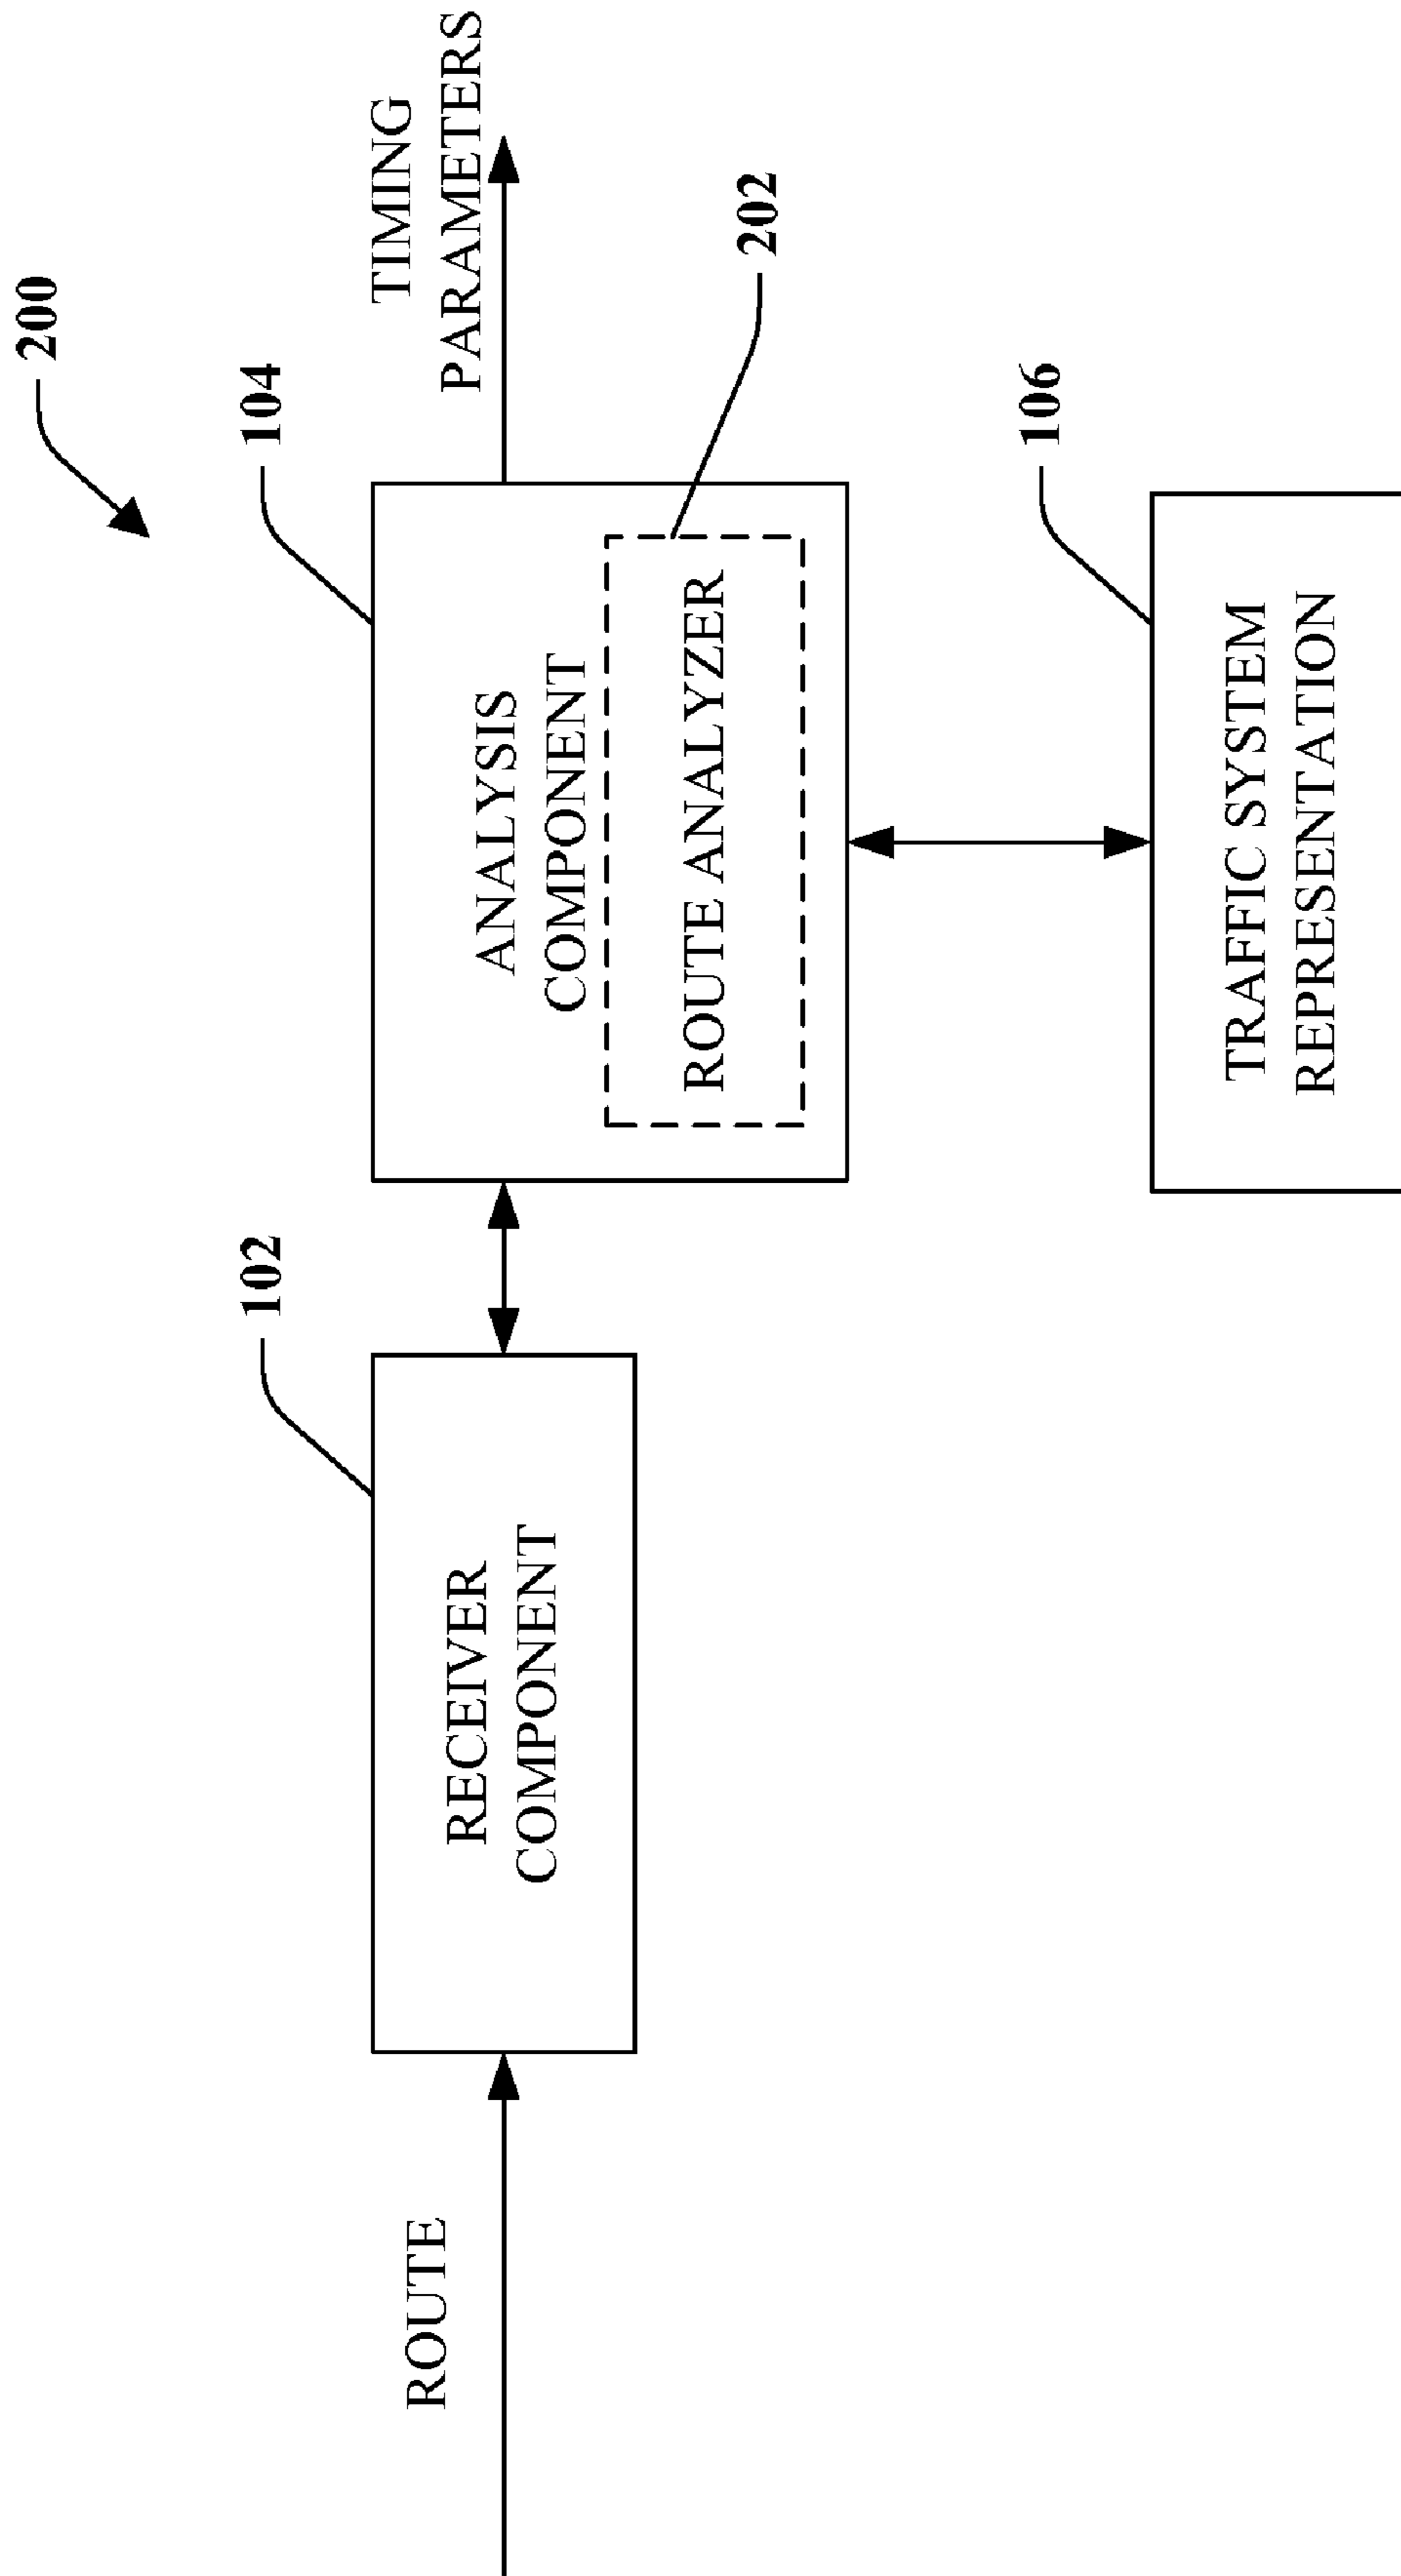 200
ROUTE
102
RECEIVER
COMPONENT
104
ANALYSIS
COMPONENT
ROUTE ANALYZER
202
TIMING
PARAMETERS
106
TRAFFIC SYSTEM
REPRESENTATION